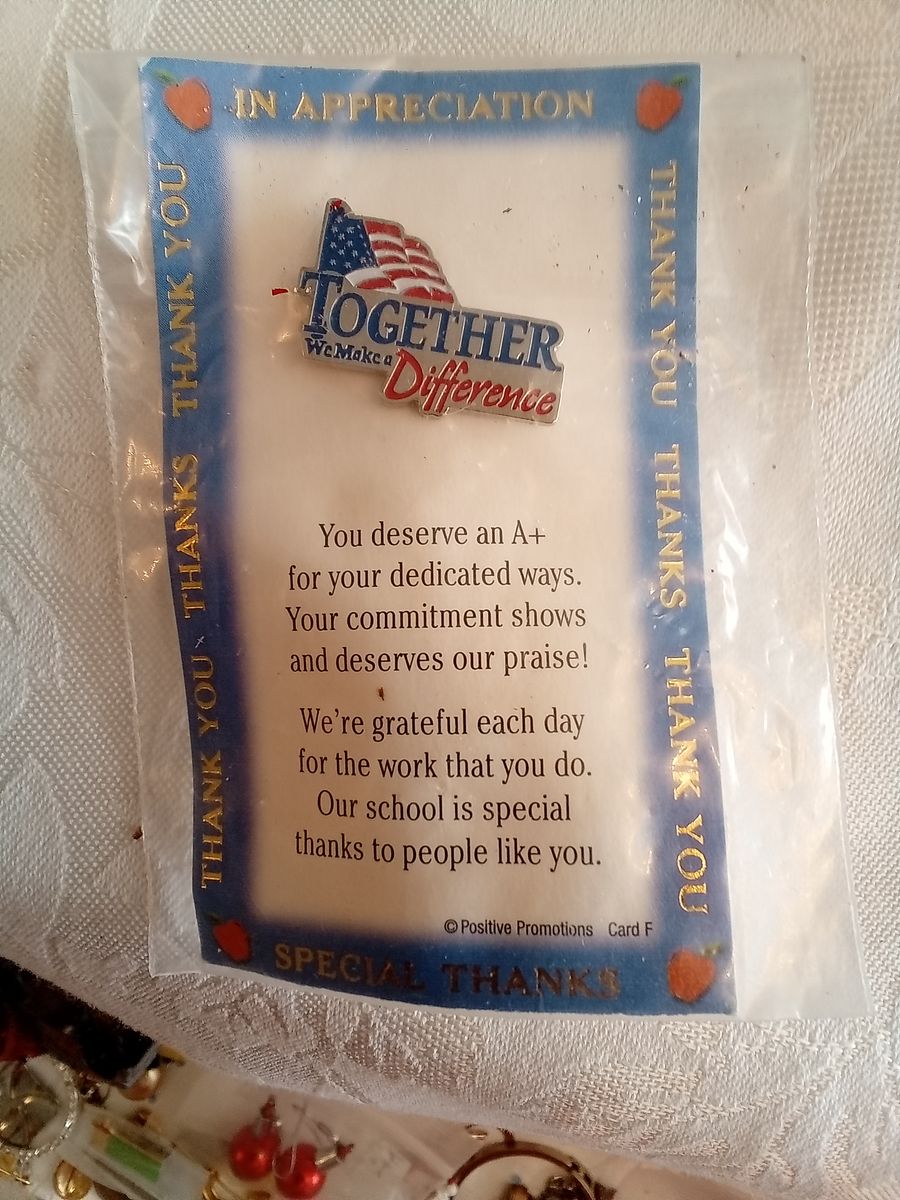 IN APPRECIATION
THANK YOU THANKS THANK YOU
TOGETHER
We Make a
Difference
You deserve an A+
for your dedicated ways.
Your commitment shows
and deserves our praise!
We're grateful each day
for the work that you do.
Our school is special
thanks to people like you.
© Positive Promotions Card F
THANK YOU THANKS THANK YOU
SPECIAL THANKS